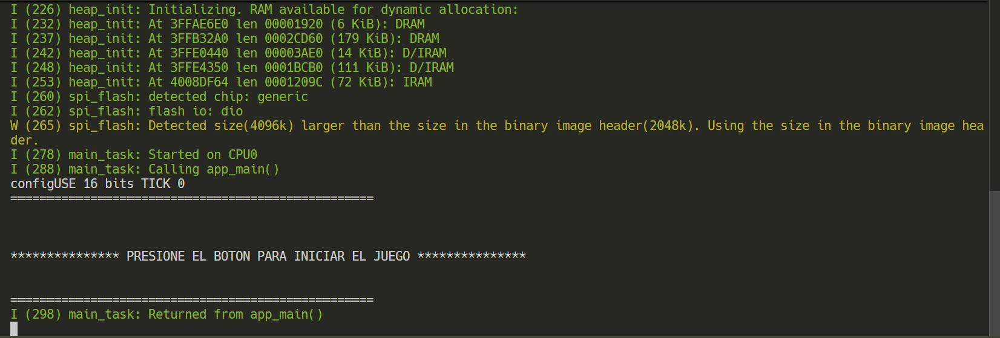 I (226) heap_init: Initializing. RAM available for dynamic allocation:
I (232) heap_init: At 3FFAE6E0 len 00001920 (6 KiB): DRAM
I (237) heap_init: At 3FFB32A0 len 0002CD60 (179 KiB): DRAM
I (242) heap_init: At 3FFE0440 len 00003AE0 (14 KiB): D/IRAM
I (248) heap_init: At 3FFE4350 len 0001BCB0 (111 KiB): D/IRAM
I (253) heap_init: At 4008DF64 len 0001209C (72 KiB): IRAM
I (260) spi_flash: detected chip: generic
I (262) spi_flash: flash io: dio
W (265) spi_flash: Detected size(4096k) larger than the size in the binary image header(2048k). Using the size in the binary image hea
der.
I (278) main_task: Started on CPU0
I (288) main_task: Calling app_main()
configUSE 16 bits TICK 0
==================================================
*************** PRESIONE EL BOTON PARA INICIAR EL JUEGO ***************
==================================================
I (298) main_task: Returned from app_main()